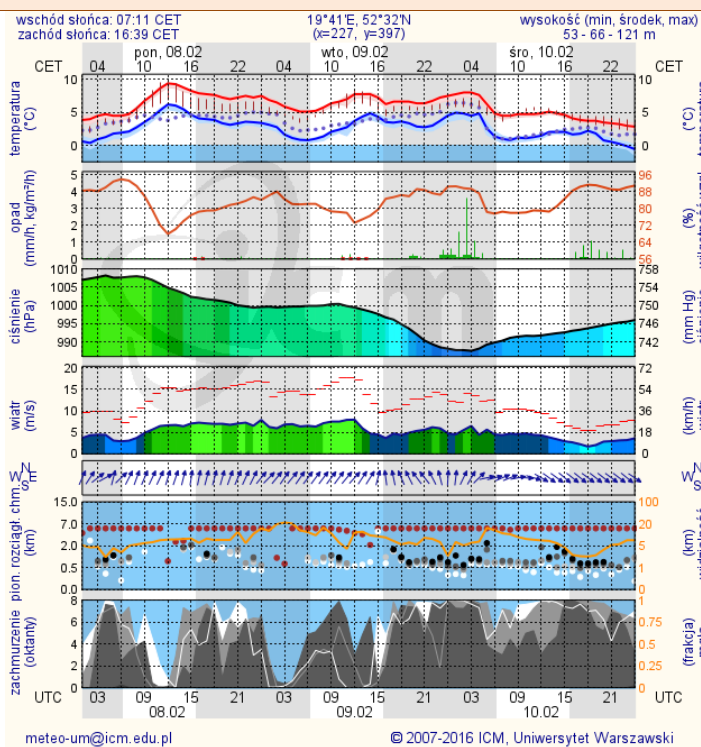 wschód słońca: 07:11 CET
zachód słońca: 16:39 CET
19°41'E, 52°32'N
(x=227, y=397)
wysokość (min, środek, max)
53 - 66 - 121 m
pon, 08.02 wto, 09.02 śro, 10.02
CET 04 10 16 22 04 10 16 22 04 10 16 22 CET
temperatura
(°C)
10
5
0
10
5
0
(°C)
opad
(mm/h, kg/m²/h)
5
4
3
2
1
0
96
88
80
72
64
56
(%)
ciśnienie
(hPa)
1010
1005
1000
995
990
758
754
750
746
742
(mm Hg)
wiatr
(m/s)
20
15
10
5
0
72
54
36
18
0
(km/h)
N
W E
S
N
W
S
pion. rozciągł. chm.
(km)
15.0
7.0
2.0
0.5
0.0
100
20
5
1
0
(km)
zachmurzenie
(oktanty)
8
6
4
2
0
1
0.75
0.5
0.25
0
(frakcja)
UTC 03 09 15 21 03 09 15 21 03 09 15 21 UTC
08.02 09.02 10.02
meteo-um@icm.edu.pl
© 2007-2016 ICM, Uniwersytet Warszawski